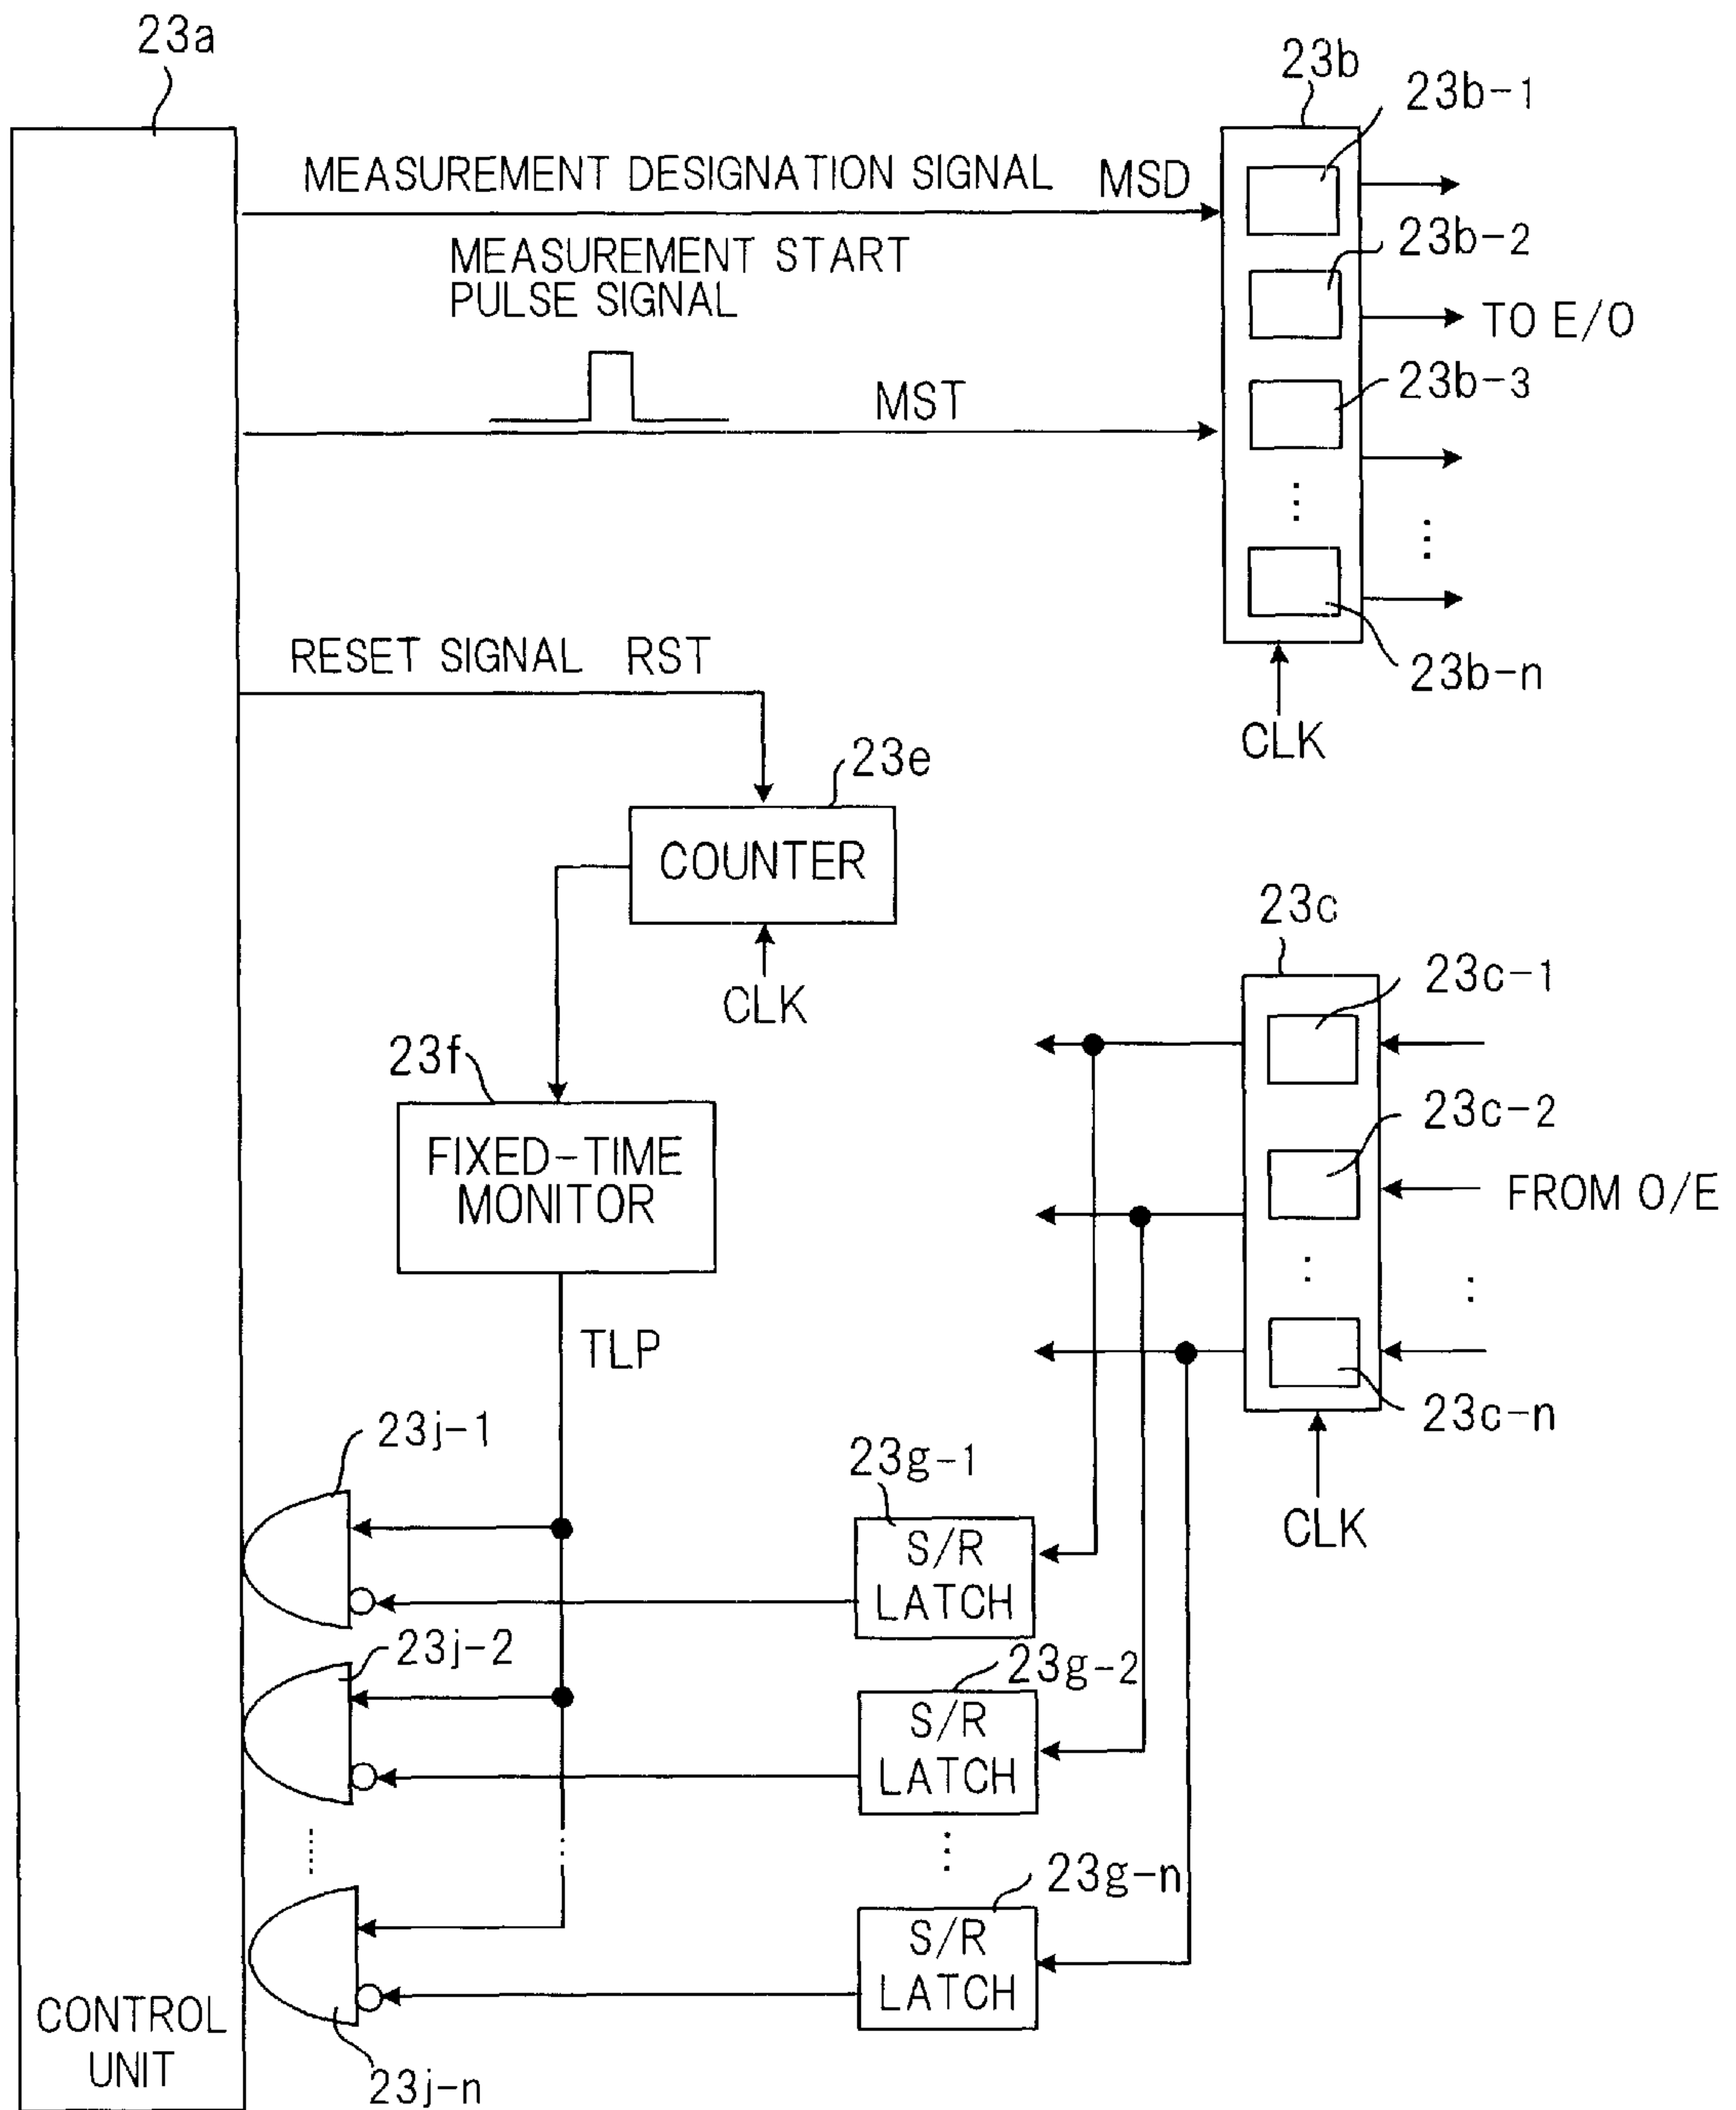 23a
23b
23b-1
MEASUREMENT DESIGNATION SIGNAL MSD
23b-2
MEASUREMENT START
PULSE SIGNAL
TO E/O
23b-3
MST
RESET SIGNAL RST
23b-n
CLK
23e
COUNTER
23c
23c-1
CLK
23f
23c-2
FIXED-TIME
MONITOR
FROM O/E
TLP
23c-n
23j-1
23g-1
CLK
S/R
LATCH
23j-2
23g-2
S/R
LATCH
23g-n
S/R
LATCH
CONTROL
UNIT
23j-n